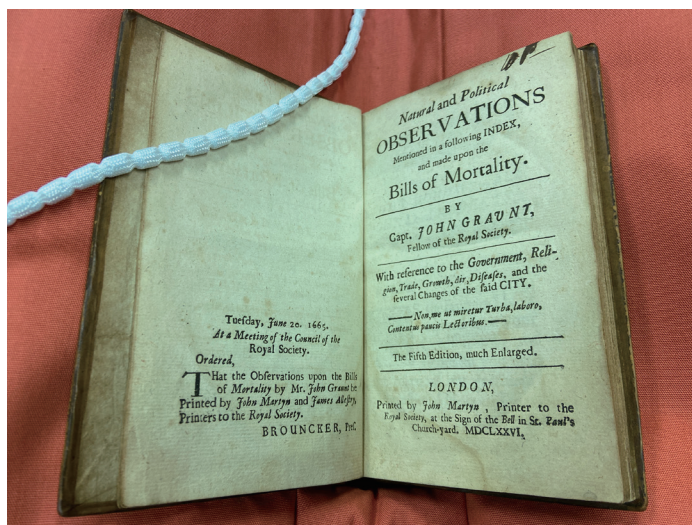 Tueſday, June 20. 1665.
At a Meeting of the Council of the
Royal Society.
Ordered,
THat the Obſervations upon the Bills
of Mortality by Mr. John Graunt be
Printed by John Martyn and James Alleſtry,
Printers to the Royal Society.
BROUNCKER, Preſ.
Natural and Political
OBSERVATIONS
Mentioned in a following INDEX,
and made upon the
Bills of Mortality.
BY
Capt. JOHN GRAUNT,
Fellow of the Royal Society.
With reference to the Government, Reli-
gion, Trade, Growth, Air, Diſeaſes, and the
ſeveral Changes of the ſaid CITY.
——Non, me ut miretur Turba, laboro,
Contentus paucis Lectoribus.——
The Fifth Edition, much Enlarged.
LONDON,
Printed by John Martyn, Printer to the
Royal Society, at the Sign of the Bell in St. Paul's
Church-yard. MDCLXXVI.